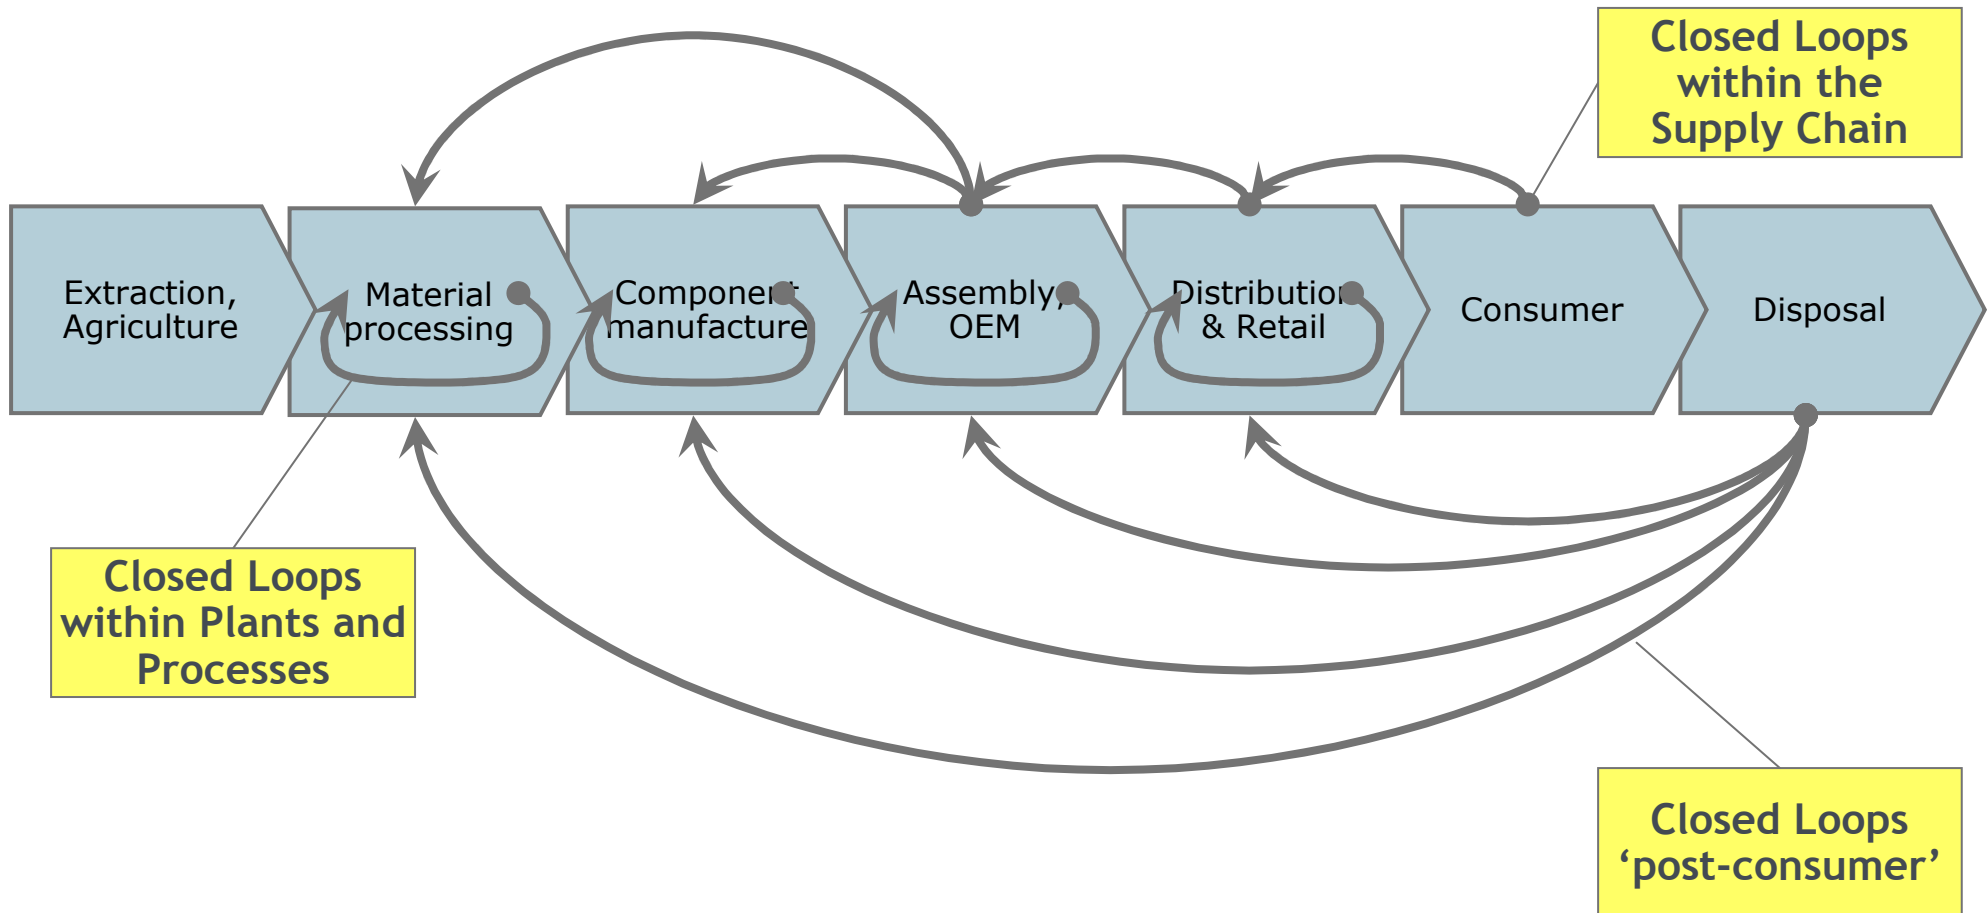 Closed Loops
within the
Supply Chain
Extraction,
Agriculture
Material
processing
Component
manufacture
Assembly,
OEM
Distribution
& Retail
Consumer
Disposal
Closed Loops
within Plants and
Processes
Closed Loops
‘post-consumer’